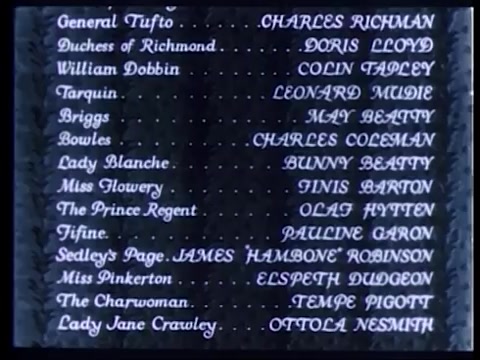 General Tufto . . . . . . . . CHARLES RICHMAN
Duchess of Richmond . . . . . . DORIS LLOYD
William Dobbin . . . . . . . . COLIN TAPLEY
Tarquin . . . . . . . . . . LEONARD MUDIE
Briggs . . . . . . . . . . . . MAY BEATTY
Bowles . . . . . . . . . CHARLES COLEMAN
Lady Blanche . . . . . . . . BUNNY BEATTY
Miss Flowery . . . . . . . . FINIS BARTON
The Prince Regent . . . . . . OLAF HYTTEN
Fifine . . . . . . . . . . . PAULINE GARON
Sedley's Page . JAMES "HAMBONE" ROBINSON
Miss Pinkerton . . . . . ELSPETH DUDGEON
The Charwoman . . . . . . . TEMPE PIGOTT
Lady Jane Crawley . . . . OTTOLA NESMITH